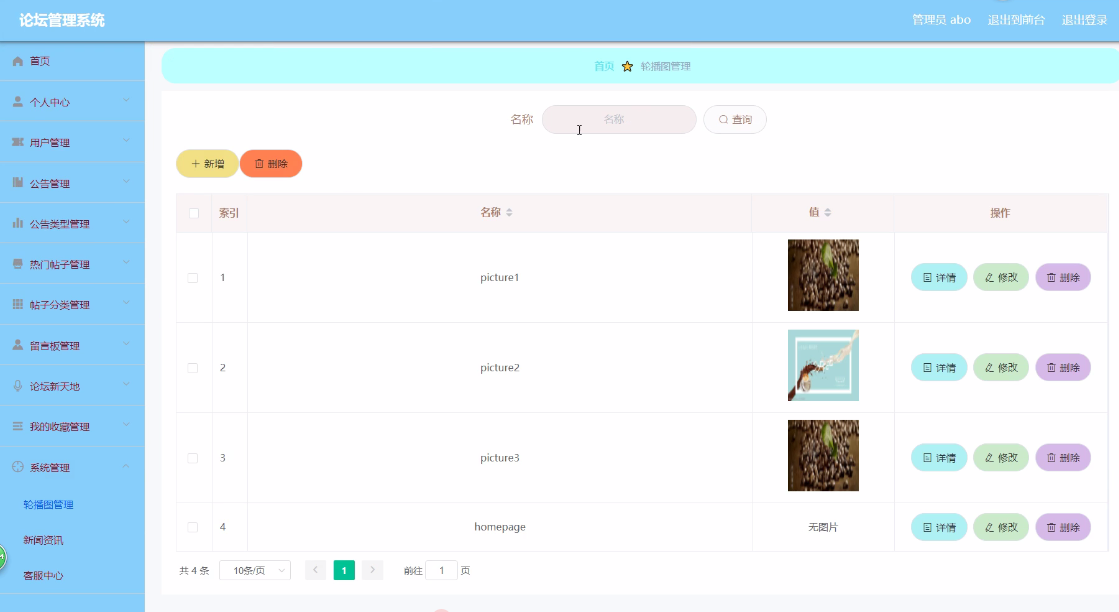 论坛管理系统
管理员 abo 退出到前台 退出登录
首页
个人中心
用户管理
公告管理
公告类型管理
热门帖子管理
帖子分类管理
留言板管理
论坛新天地
我的收藏管理
系统管理
轮播图管理
新闻资讯
客服中心
首页 轮播图管理
名称 名称 查询
新增 删除
索引 名称 值 操作
1 picture1 详情 修改 删除
2 picture2 详情 修改 删除
3 picture3 详情 修改 删除
4 homepage 无图片 详情 修改 删除
共 4 条 10条/页 1 前往 1 页